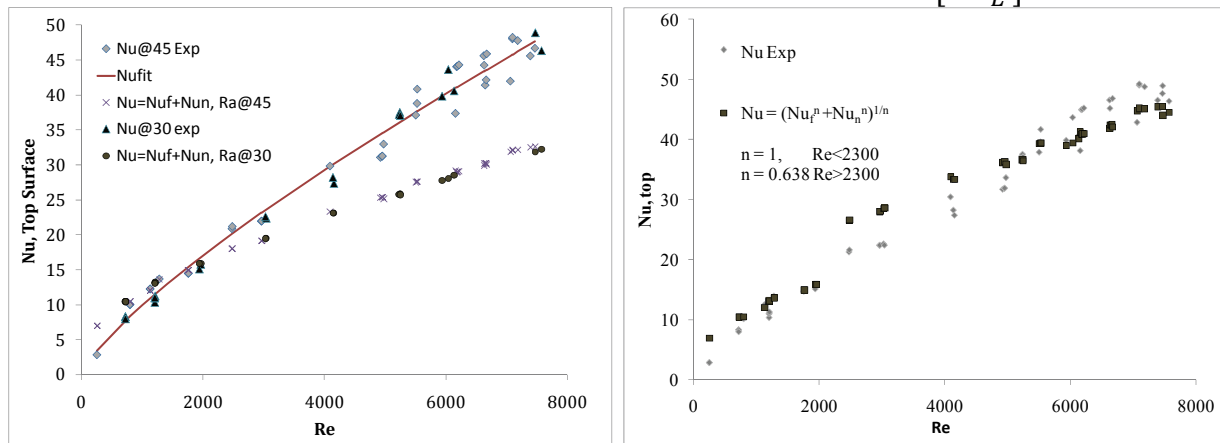 [ L ]
50
45
40
35
30
25
20
15
10
5
0
Nu, Top Surface
Nu@45 Exp
Nufit
Nu=Nuf+Nun, Ra@45
Nu@30 exp
Nu=Nuf+Nun, Ra@30
0 2000 4000 6000 8000
Re
60
50
40
30
20
10
0
Nu, top
Nu Exp
Nu = (Nu_f^n+Nu_n^n)^1/n
n = 1, Re<2300
n = 0.638 Re>2300
0 2000 4000 6000 8000
Re